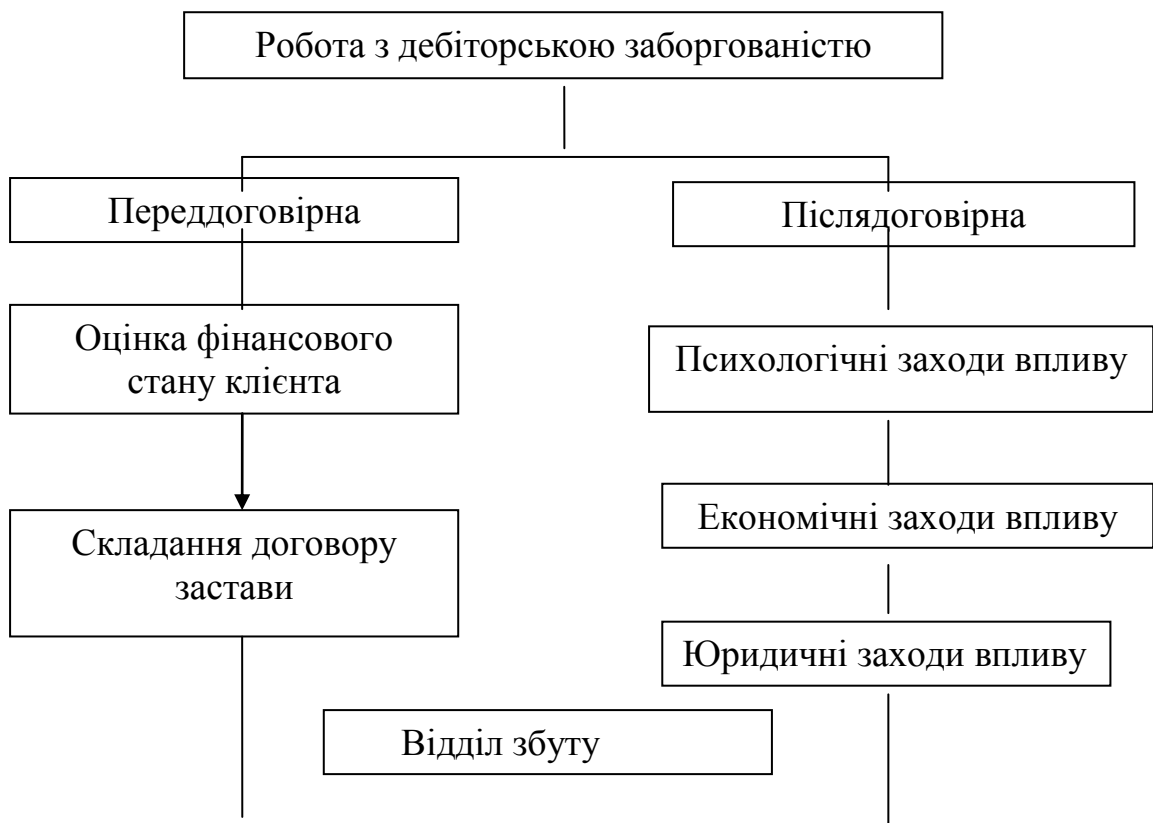 Робота з дебіторською заборгованістю
Переддоговірна
Післядоговірна
Оцінка фінансового
стану клієнта
Психологічні заходи впливу
Складання договору
застави
Економічні заходи впливу
Юридичні заходи впливу
Відділ збуту